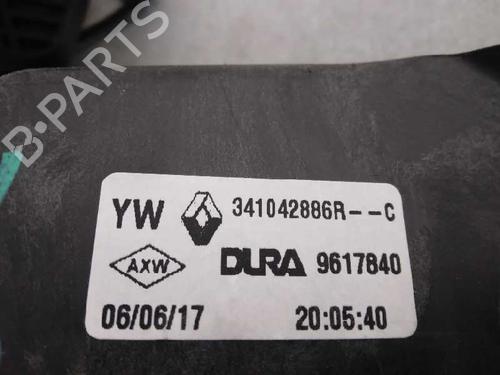 B·PARTS
YW 341042886R--C
AXW DURA 9617840
06/06/17 20:05:40